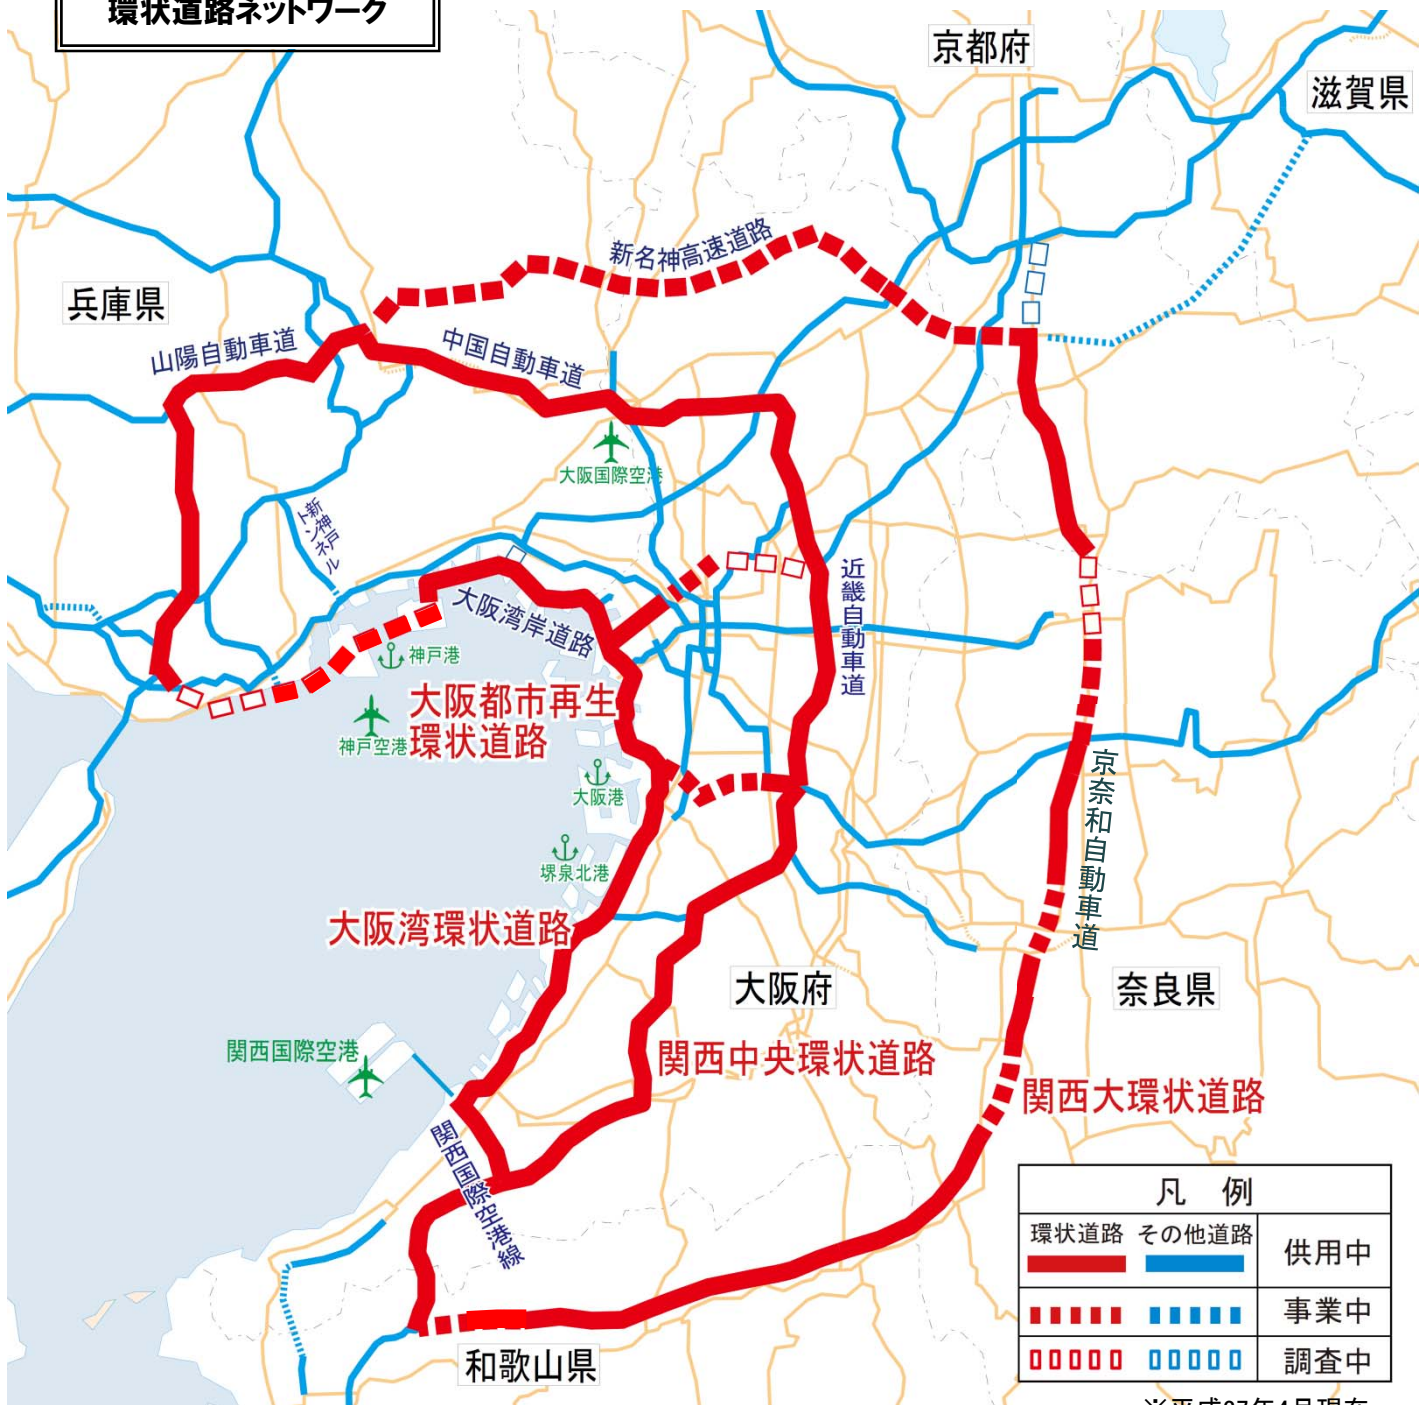 環状道路ネットワーク
京都府
滋賀県
新名神高速道路
兵庫県
山陽自動車道
中国自動車道
大阪国際空港
新神戸
トンネル
大阪湾岸道路
近畿自動車道
神戸港
大阪都市再生
環状道路
神戸空港
大阪港
京奈和自動車道
堺泉北港
大阪湾環状道路
大阪府
奈良県
関西国際空港
関西中央環状道路
関西大環状道路
関西国際空港線
和歌山県
凡 例
環状道路 その他道路 供用中
事業中
調査中